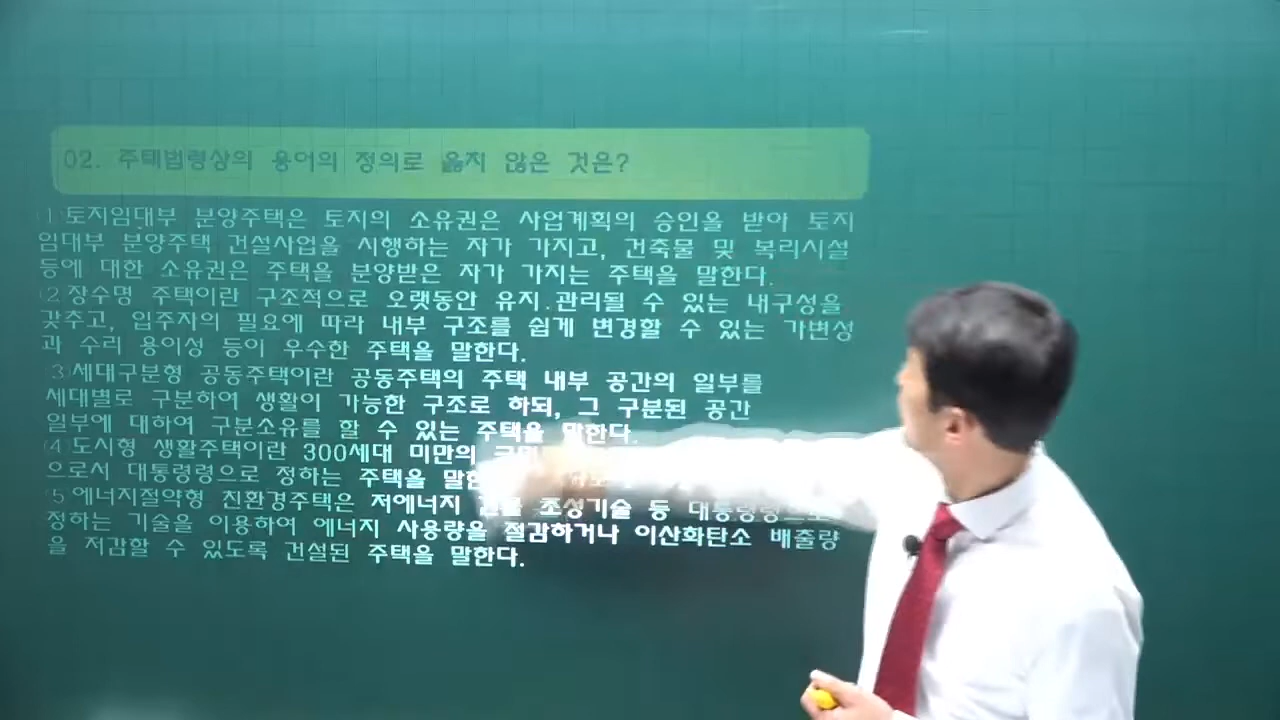 02. 주택법령상의 용어의 정의로 옳지 않은 것은?
1 토지임대부 분양주택은 토지의 소유권은 사업계획의 승인을 받아 토지
임대부 분양주택 건설사업을 시행하는 자가 가지고, 건축물 및 복리시설
등에 대한 소유권은 주택을 분양받은 자가 가지는 주택을 말한다.
2 장수명 주택이란 구조적으로 오랫동안 유지.관리될 수 있는 내구성을
갖추고, 입주자의 필요에 따라 내부 구조를 쉽게 변경할 수 있는 가변성
과 수리 용이성 등이 우수한 주택을 말한다.
3 세대구분형 공동주택이란 공동주택의 주택 내부 공간의 일부를
세대별로 구분하여 생활이 가능한 구조로 하되, 그 구분된 공간
일부에 대하여 구분소유를 할 수 있는 주택을 말한다.
4 도시형 생활주택이란 300세대 미만의
으로서 대통령령으로 정하는 주택을
5 에너지절약형 친환경주택은 저에너지 조성기술 등 대통령령으로
정하는 기술을 이용하여 에너지 사용량을 절감하거나 이산화탄소 배출량
을 저감할 수 있도록 건설된 주택을 말한다.